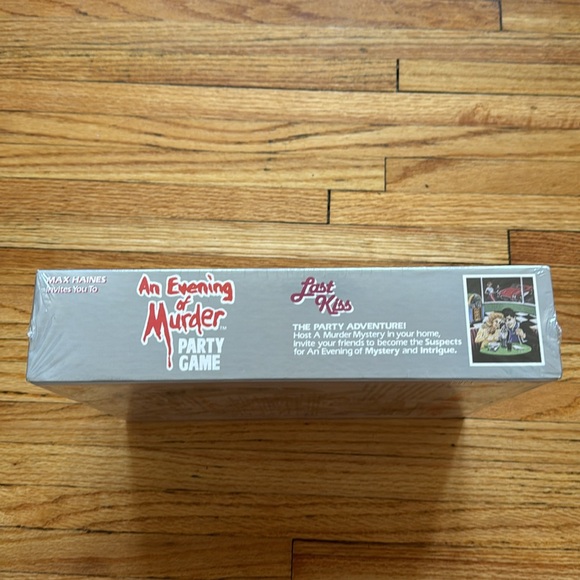 MAX HAINES
Invites You To
An Evening
of
Murder™
PARTY
GAME
Last
Kiss
THE PARTY ADVENTURE!
Host A Murder Mystery in your home,
invite your friends to become the Suspects
for An Evening of Mystery and Intrigue.